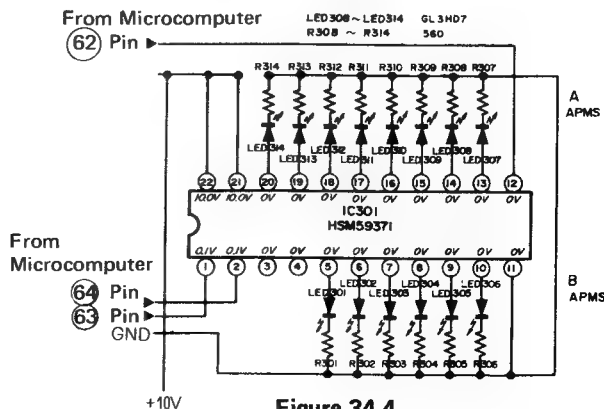 From Microcomputer
62 Pin
LED308~LED314 GL3HD7
R308 ~ R314 560
R314 R313 R312 R311 R310 R309 R308 R307
A
APMS
LED314 LED313 LED312 LED311 LED310 LED309 LED308 LED307
22 21 20 19 18 17 16 15 14 13 12
10.0V 10.0V 0V 0V 0V 0V 0V 0V 0V 0V 0V
IC301
HSM59371
0.1V 0.1V 0V 0V 0V 0V 0V 0V 0V 0V 0V
1 2 3 4 5 6 7 8 9 10 11
From
Microcomputer
64 Pin
63 Pin
GND
LED301 LED302 LED303 LED304 LED305 LED306
B
APMS
R301 R302 R303 R304 R305 R306
+10V
Figure 34-4